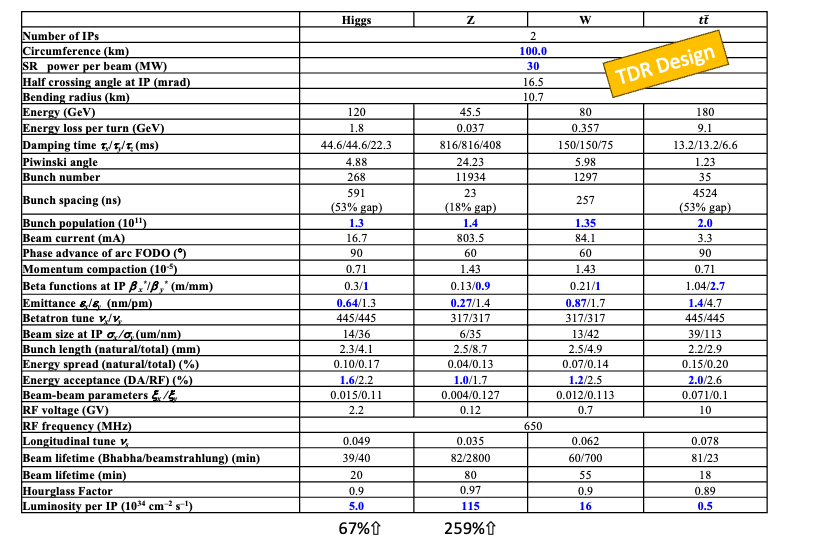 Higgs Z W tt̄
Number of IPs 2
Circumference (km) 100.0
SR power per beam (MW) 30
Half crossing angle at IP (mrad) 16.5
Bending radius (km) 10.7
TDR Design
Energy (GeV) 120 45.5 80 180
Energy loss per turn (GeV) 1.8 0.037 0.357 9.1
Damping time τx/τy/τz (ms) 44.6/44.6/22.3 816/816/408 150/150/75 13.2/13.2/6.6
Piwinski angle 4.88 24.23 5.98 1.23
Bunch number 268 11934 1297 35
Bunch spacing (ns) 591 23 257 4524
(53% gap) (18% gap) (53% gap)
Bunch population (10¹¹) 1.3 1.4 1.35 2.0
Beam current (mA) 16.7 803.5 84.1 3.3
Phase advance of arc FODO (°) 90 60 60 90
Momentum compaction (10⁻⁵) 0.71 1.43 1.43 0.71
Beta functions at IP βx*/βy* (m/mm) 0.3/1 0.13/0.9 0.21/1 1.04/2.7
Emittance εx/εy (nm/pm) 0.64/1.3 0.27/1.4 0.87/1.7 1.4/4.7
Betatron tune νx/νy 445/445 317/317 317/317 445/445
Beam size at IP σx/σy (um/nm) 14/36 6/35 13/42 39/113
Bunch length (natural/total) (mm) 2.3/4.1 2.5/8.7 2.5/4.9 2.2/2.9
Energy spread (natural/total) (%) 0.10/0.17 0.04/0.13 0.07/0.14 0.15/0.20
Energy acceptance (DA/RF) (%) 1.6/2.2 1.0/1.7 1.2/2.5 2.0/2.6
Beam-beam parameters ξx/ξy 0.015/0.11 0.004/0.127 0.012/0.113 0.071/0.1
RF voltage (GV) 2.2 0.12 0.7 10
RF frequency (MHz) 650
Longitudinal tune νs 0.049 0.035 0.062 0.078
Beam lifetime (Bhabha/beamstrahlung) (min) 39/40 82/2800 60/700 81/23
Beam lifetime (min) 20 80 55 18
Hourglass Factor 0.9 0.97 0.9 0.89
Luminosity per IP (10³⁴ cm⁻² s⁻¹) 5.0 115 16 0.5
67%⇧ 259%⇧